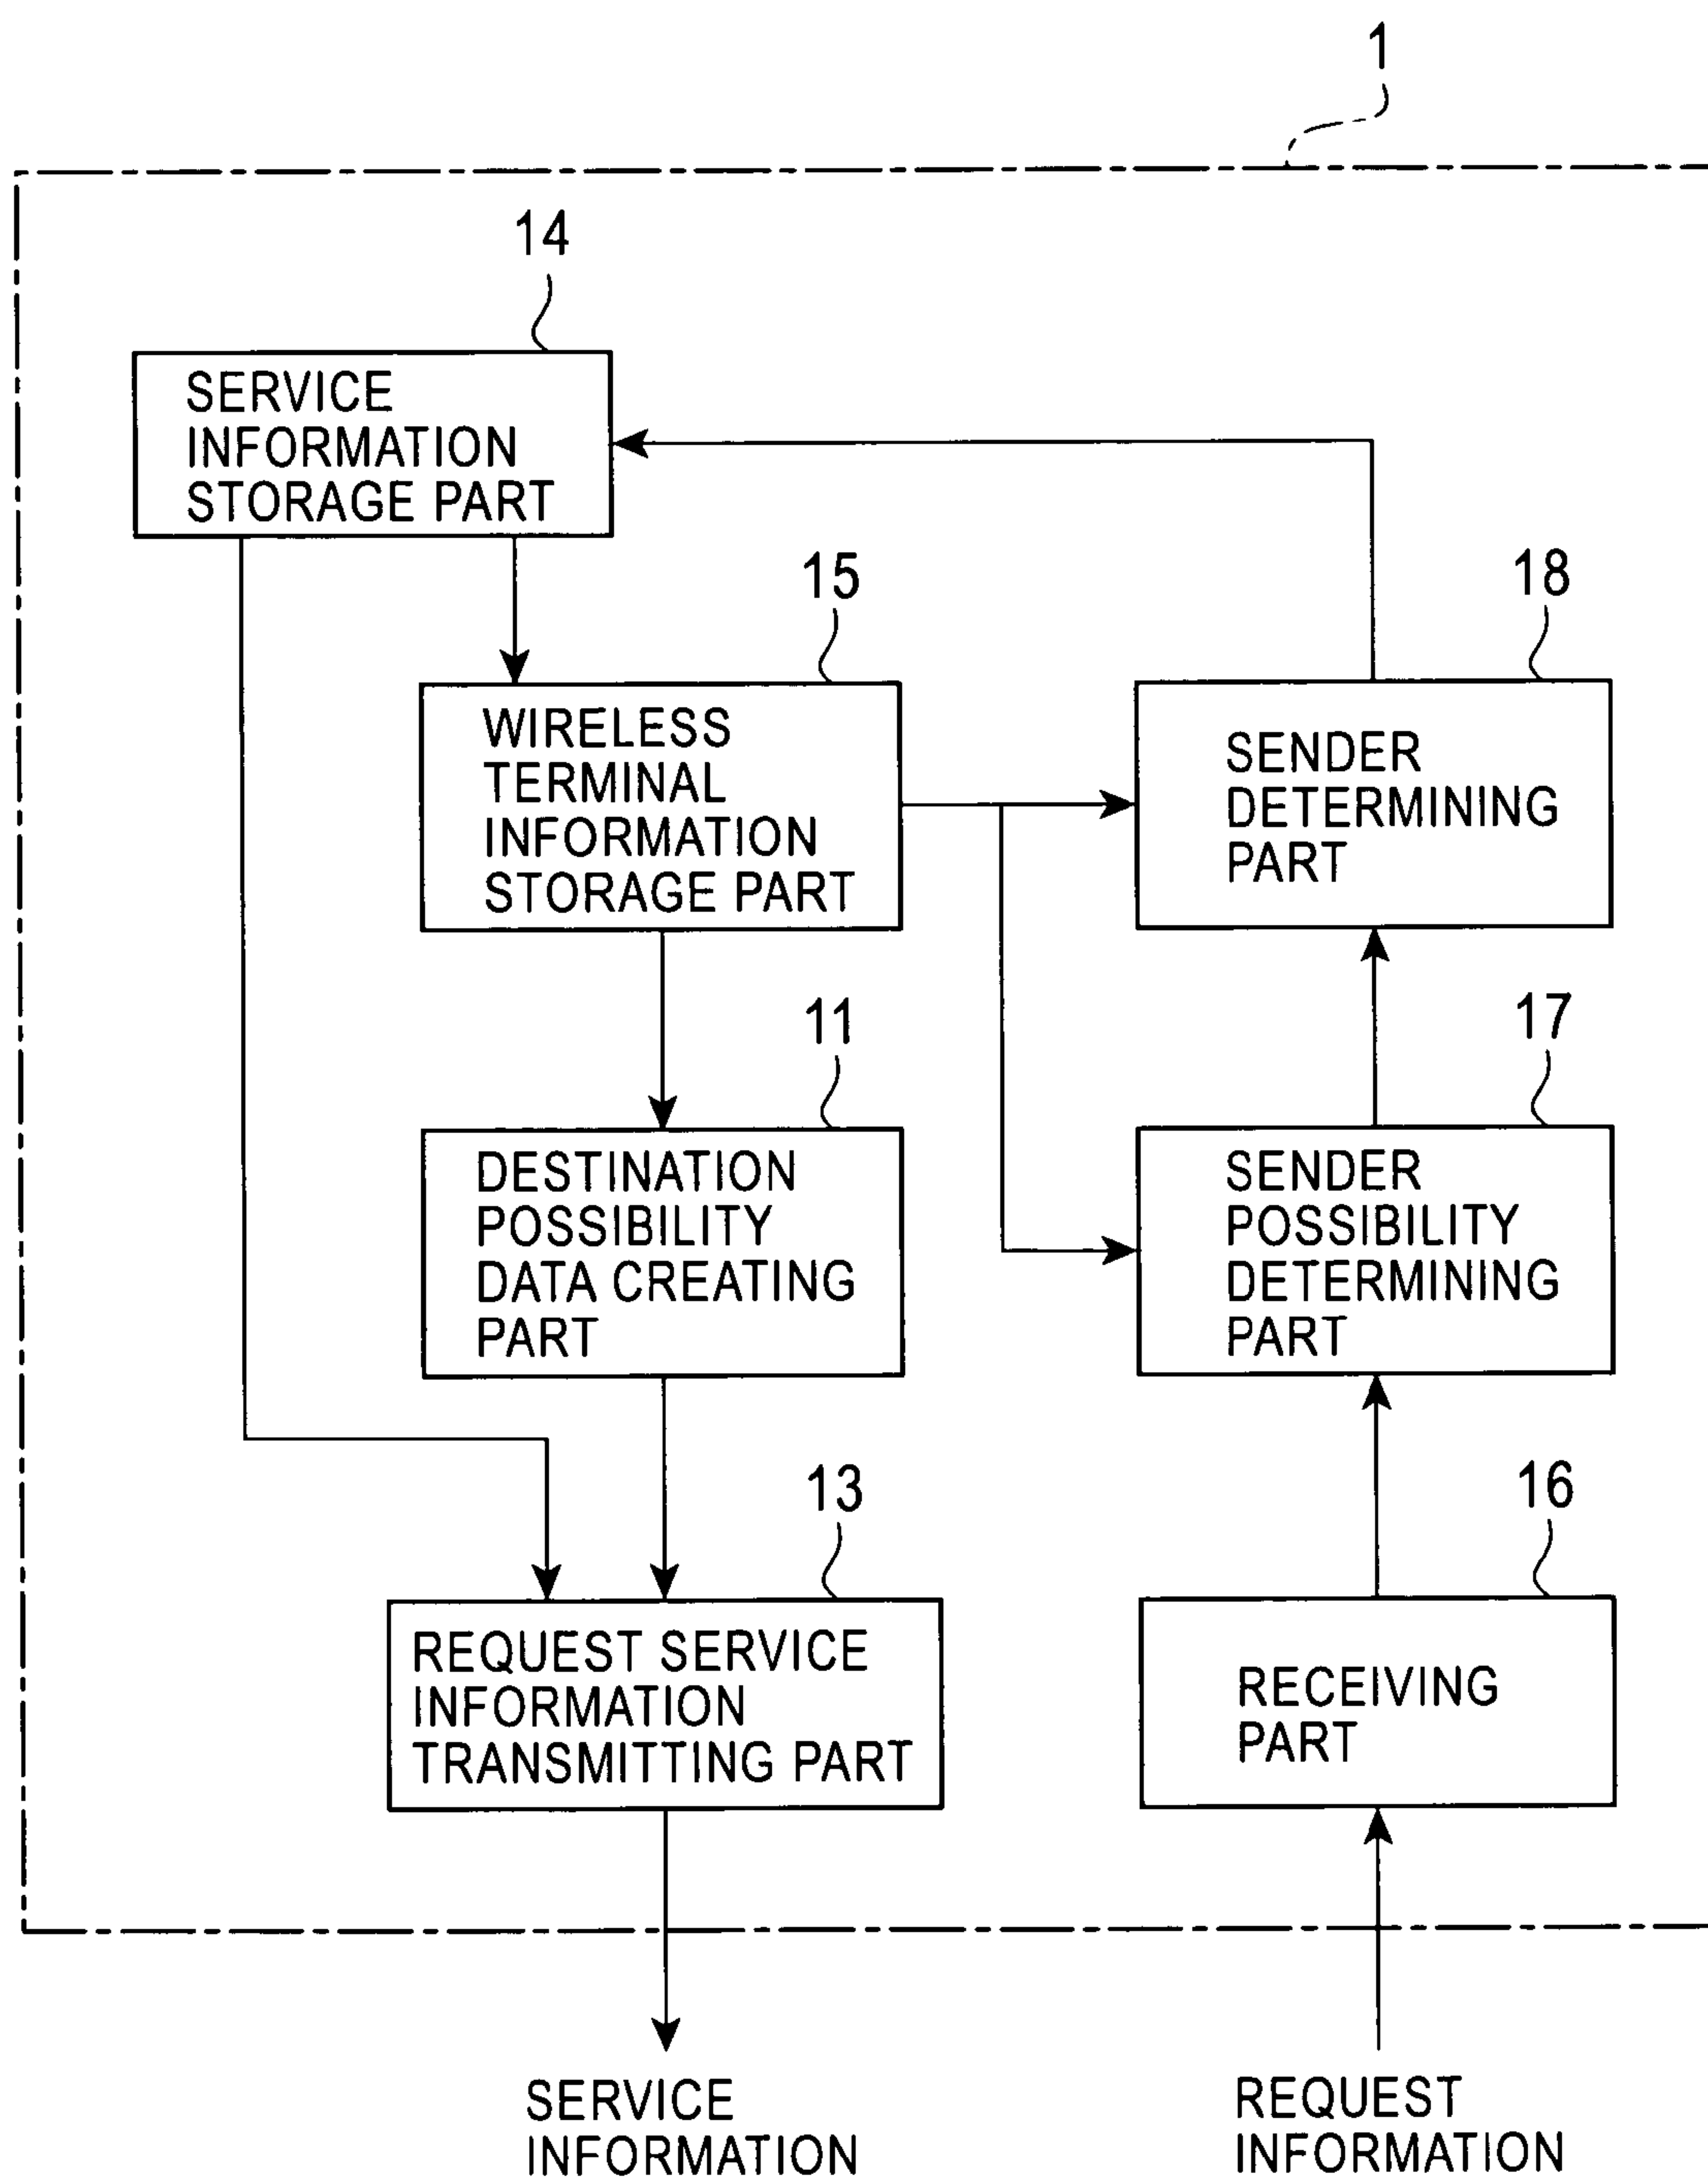 1
14
SERVICE
INFORMATION
STORAGE PART
15
WIRELESS
TERMINAL
INFORMATION
STORAGE PART
18
SENDER
DETERMINING
PART
11
DESTINATION
POSSIBILITY
DATA CREATING
PART
17
SENDER
POSSIBILITY
DETERMINING
PART
13
REQUEST SERVICE
INFORMATION
TRANSMITTING PART
16
RECEIVING
PART
SERVICE
INFORMATION
REQUEST
INFORMATION